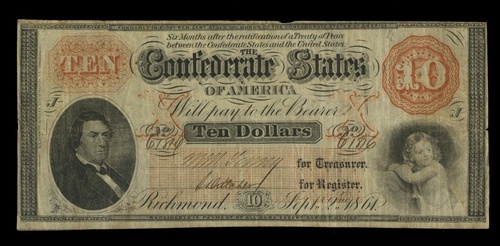 Six Months after the ratification of a Treaty of Peace
between the Confederate States and the United States
THE
TEN
Confederate States
10
OF AMERICA
Will pay to the Bearer
Ten Dollars
for Treasurer.
for Register.
Richmond, 10 Sept. 2nd 1861.